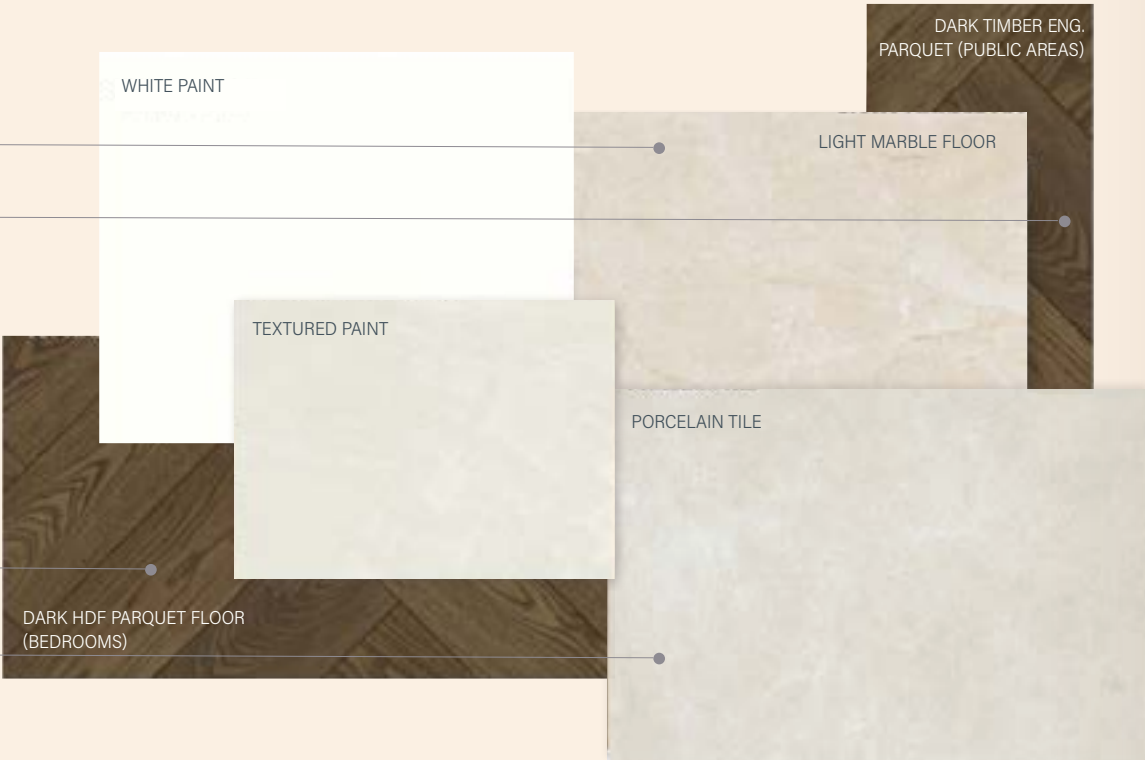 DARK TIMBER ENG.
PARQUET (PUBLIC AREAS)
WHITE PAINT
LIGHT MARBLE FLOOR
TEXTURED PAINT
PORCELAIN TILE
DARK HDF PARQUET FLOOR
(BEDROOMS)